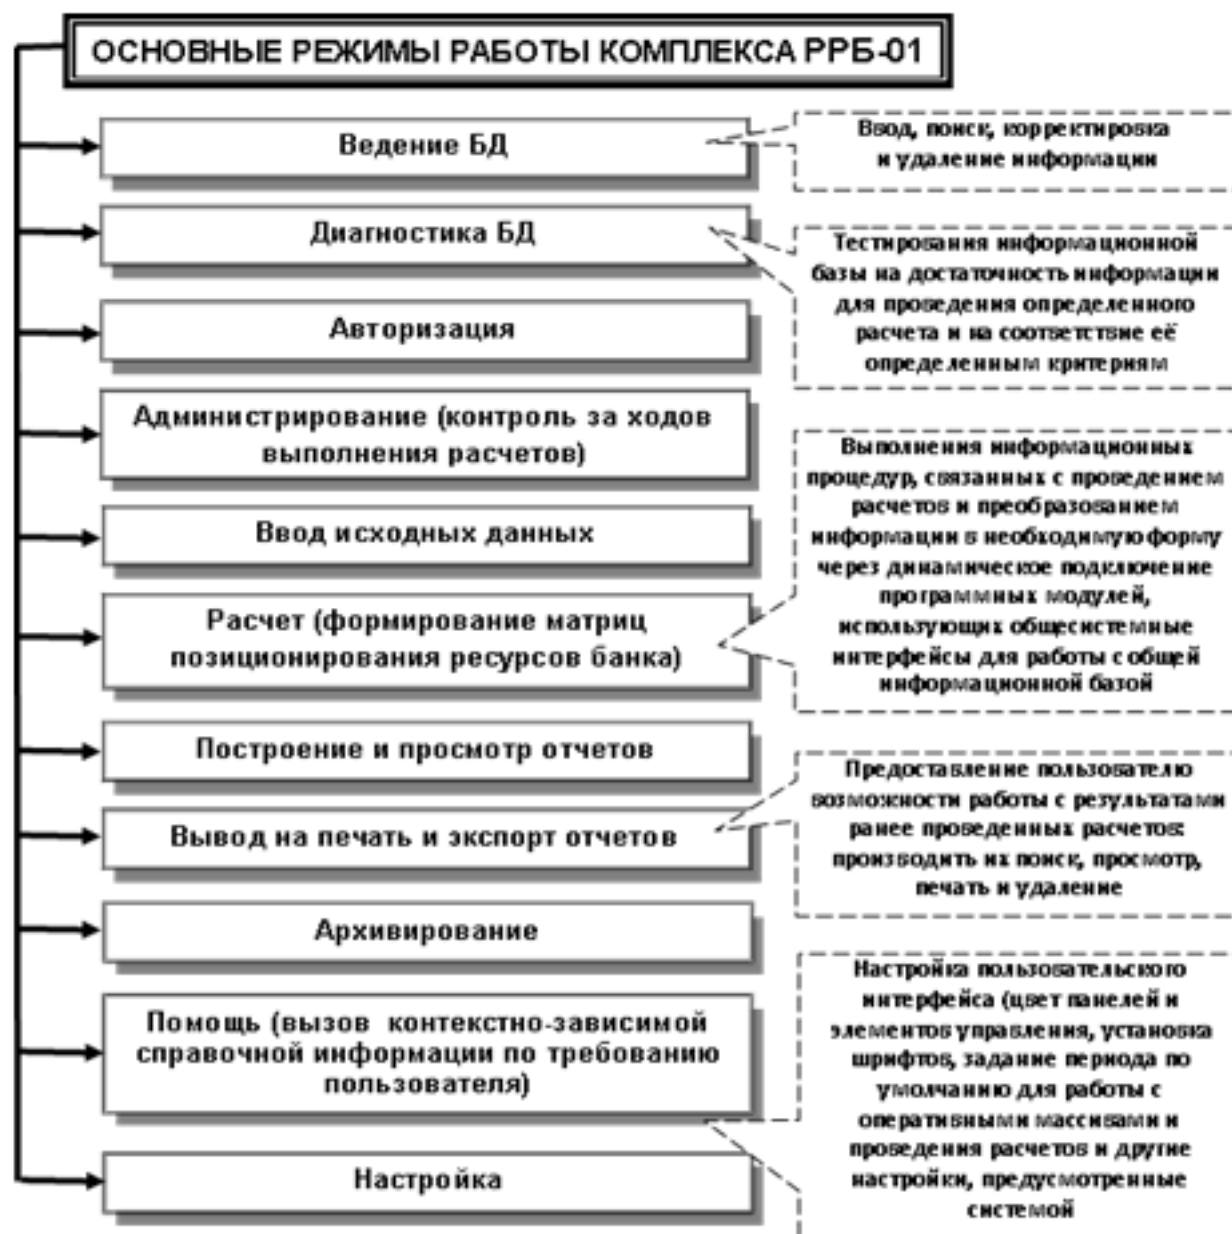 ОСНОВНЫЕ РЕЖИМЫ РАБОТЫ КОМПЛЕКСА РРБ-01
Ведение БД
Ввод, поиск, корректировка
и удаление информации
Диагностика БД
Тестирования информационной
базы на достаточность информации
для проведения определенного
расчета и на соответствие её
определенным критериям
Авторизация
Администрирование (контроль за ходов
выполнения расчетов)
Ввод исходных данных
Расчет (формирование матриц
позиционирования ресурсов банка)
Выполнения информационных
процедур, связанных с проведением
расчетов и преобразованием
информации в необходимую форму
через динамическое подключение
программных модулей,
использующих общесистемные
интерфейсы для работы с общей
информационной базой
Построение и просмотр отчетов
Вывод на печать и экспорт отчетов
Предоставление пользователю
возможности работы с результатами
ранее проведенных расчетов:
производить их поиск, просмотр,
печать и удаление
Архивирование
Помощь (вызов контекстно-зависимой
справочной информации по требованию
пользователя)
Настройка пользовательского
интерфейса (цвет панелей и
элементов управления, установка
шрифтов, задание периода по
умолчанию для работы с
оперативными массивами и
проведения расчетов и другие
настройки, предусмотренные
системой
Настройка